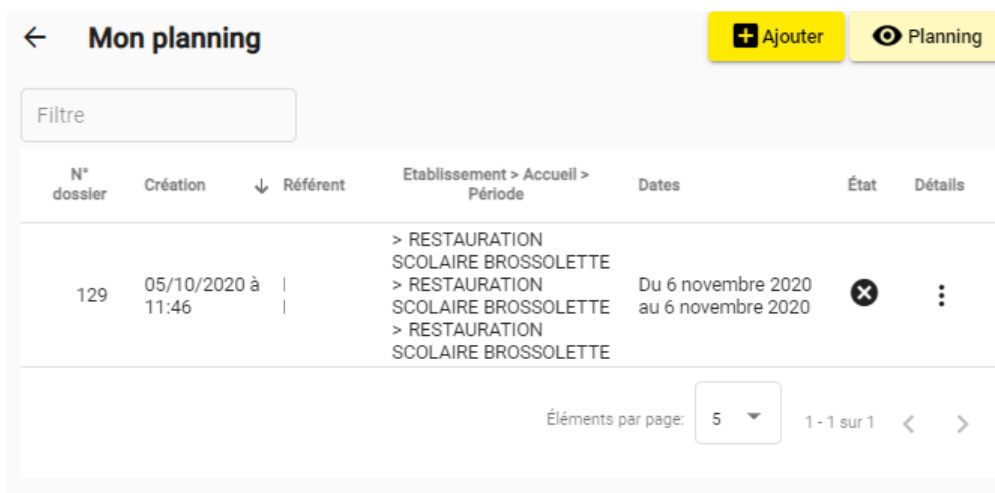 Mon planning
Ajouter
Planning
Filtre
N°
dossier
Création
Référent
Etablissement > Accueil >
Période
Dates
État
Détails
129
05/10/2020 à
11:46
> RESTAURATION
SCOLAIRE BROSSOLETTE
> RESTAURATION
SCOLAIRE BROSSOLETTE
> RESTAURATION
SCOLAIRE BROSSOLETTE
Du 6 novembre 2020
au 6 novembre 2020
Éléments par page:
5
1 - 1 sur 1